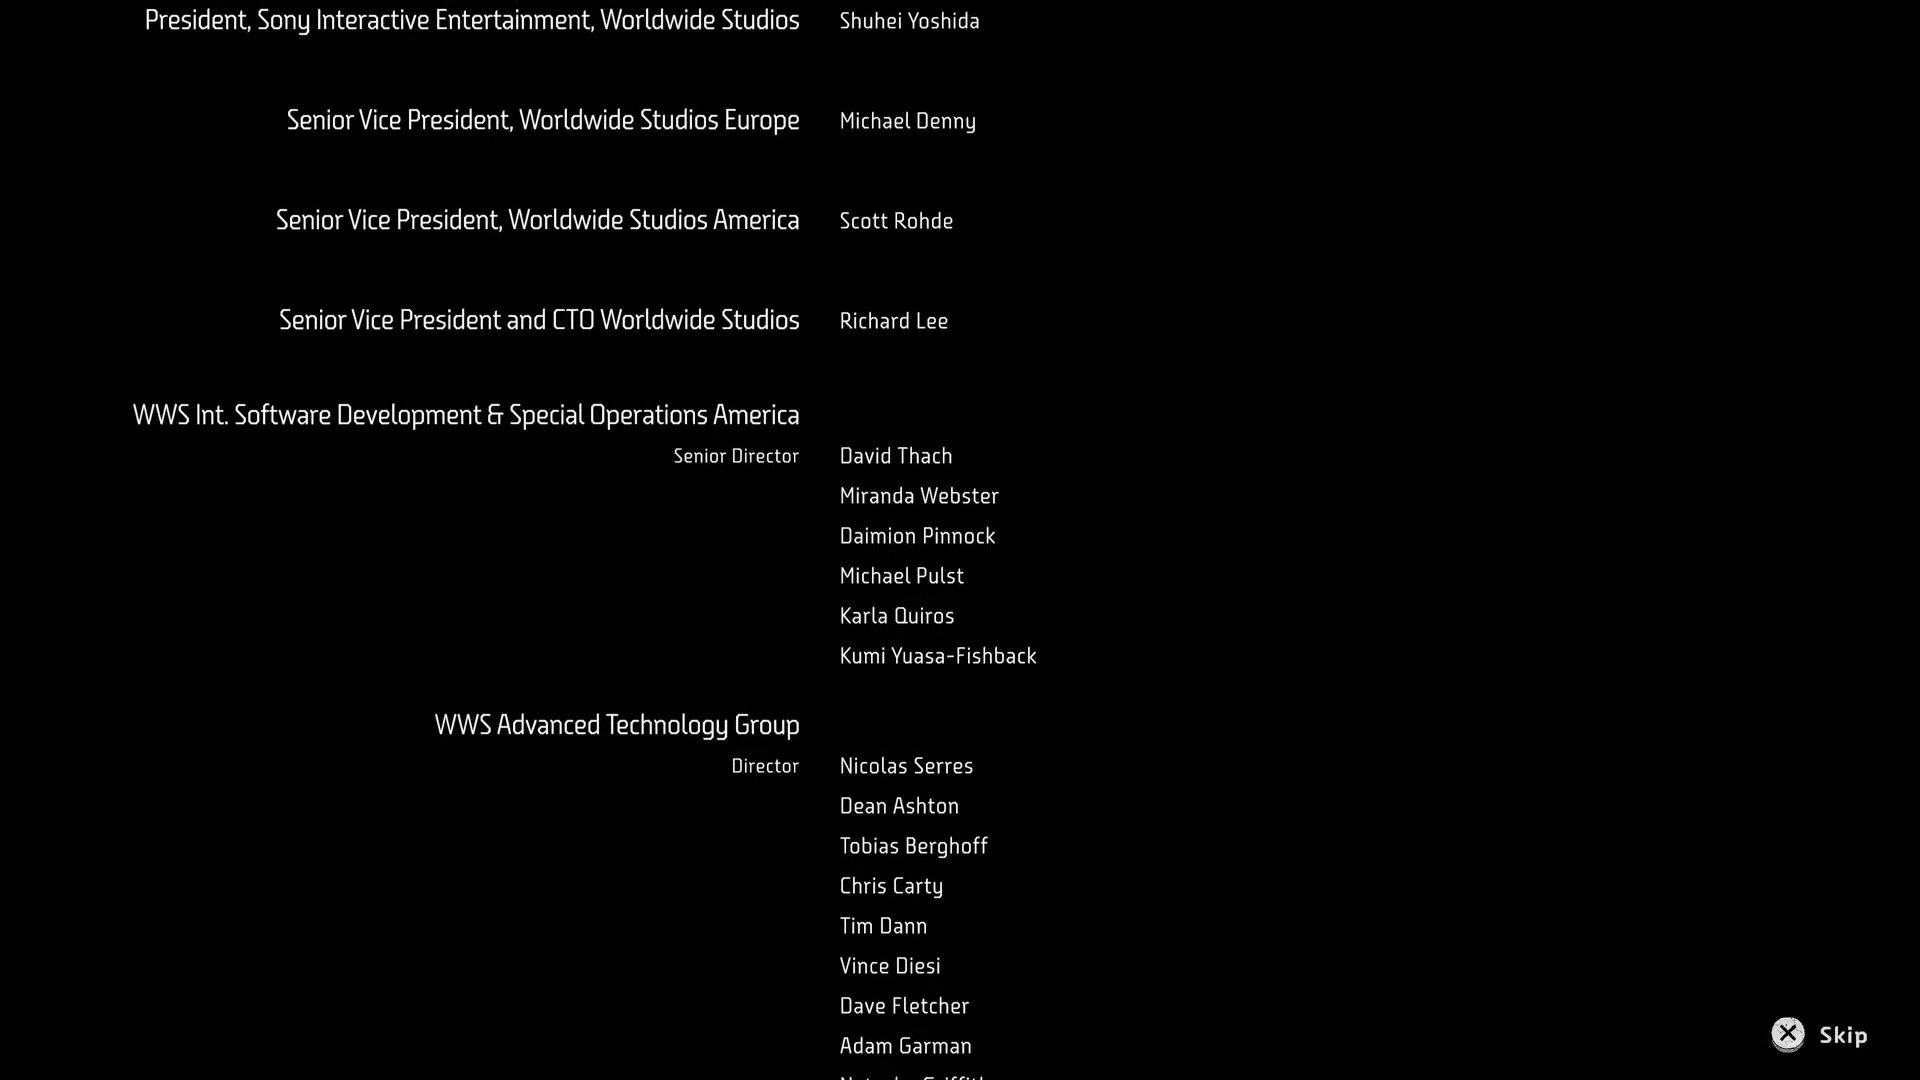 President, Sony Interactive Entertainment, Worldwide Studios Shuhei Yoshida
Senior Vice President, Worldwide Studios Europe Michael Denny
Senior Vice President, Worldwide Studios America Scott Rohde
Senior Vice President and CTO Worldwide Studios Richard Lee
WWS Int. Software Development & Special Operations America
Senior Director David Thach
Miranda Webster
Daimion Pinnock
Michael Pulst
Karla Quiros
Kumi Yuasa-Fishback
WWS Advanced Technology Group
Director Nicolas Serres
Dean Ashton
Tobias Berghoff
Chris Carty
Tim Dann
Vince Diesi
Dave Fletcher
Adam Garman
Skip